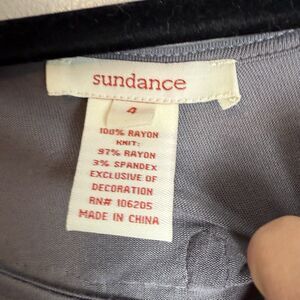 sundance
4
100% RAYON
KNIT:
97% RAYON
3% SPANDEX
EXCLUSIVE OF
DECORATION
RN# 106205
MADE IN CHINA